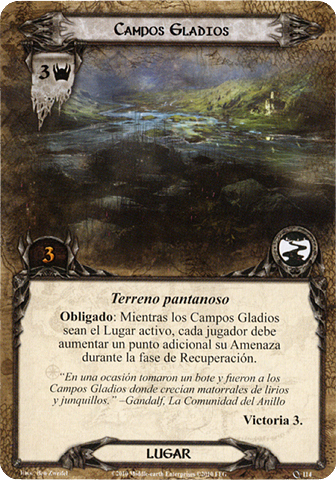 Campos Gladios
3
3
Terreno pantanoso
Obligado: Mientras los Campos Gladios
sean el Lugar activo, cada jugador debe
aumentar un punto adicional su Amenaza
durante la fase de Recuperación.
“En una ocasión tomaron un bote y fueron a los
Campos Gladios donde crecían matorrales de lirios
y junquillos.” –Gandalf, La Comunidad del Anillo
Victoria 3.
LUGAR
114